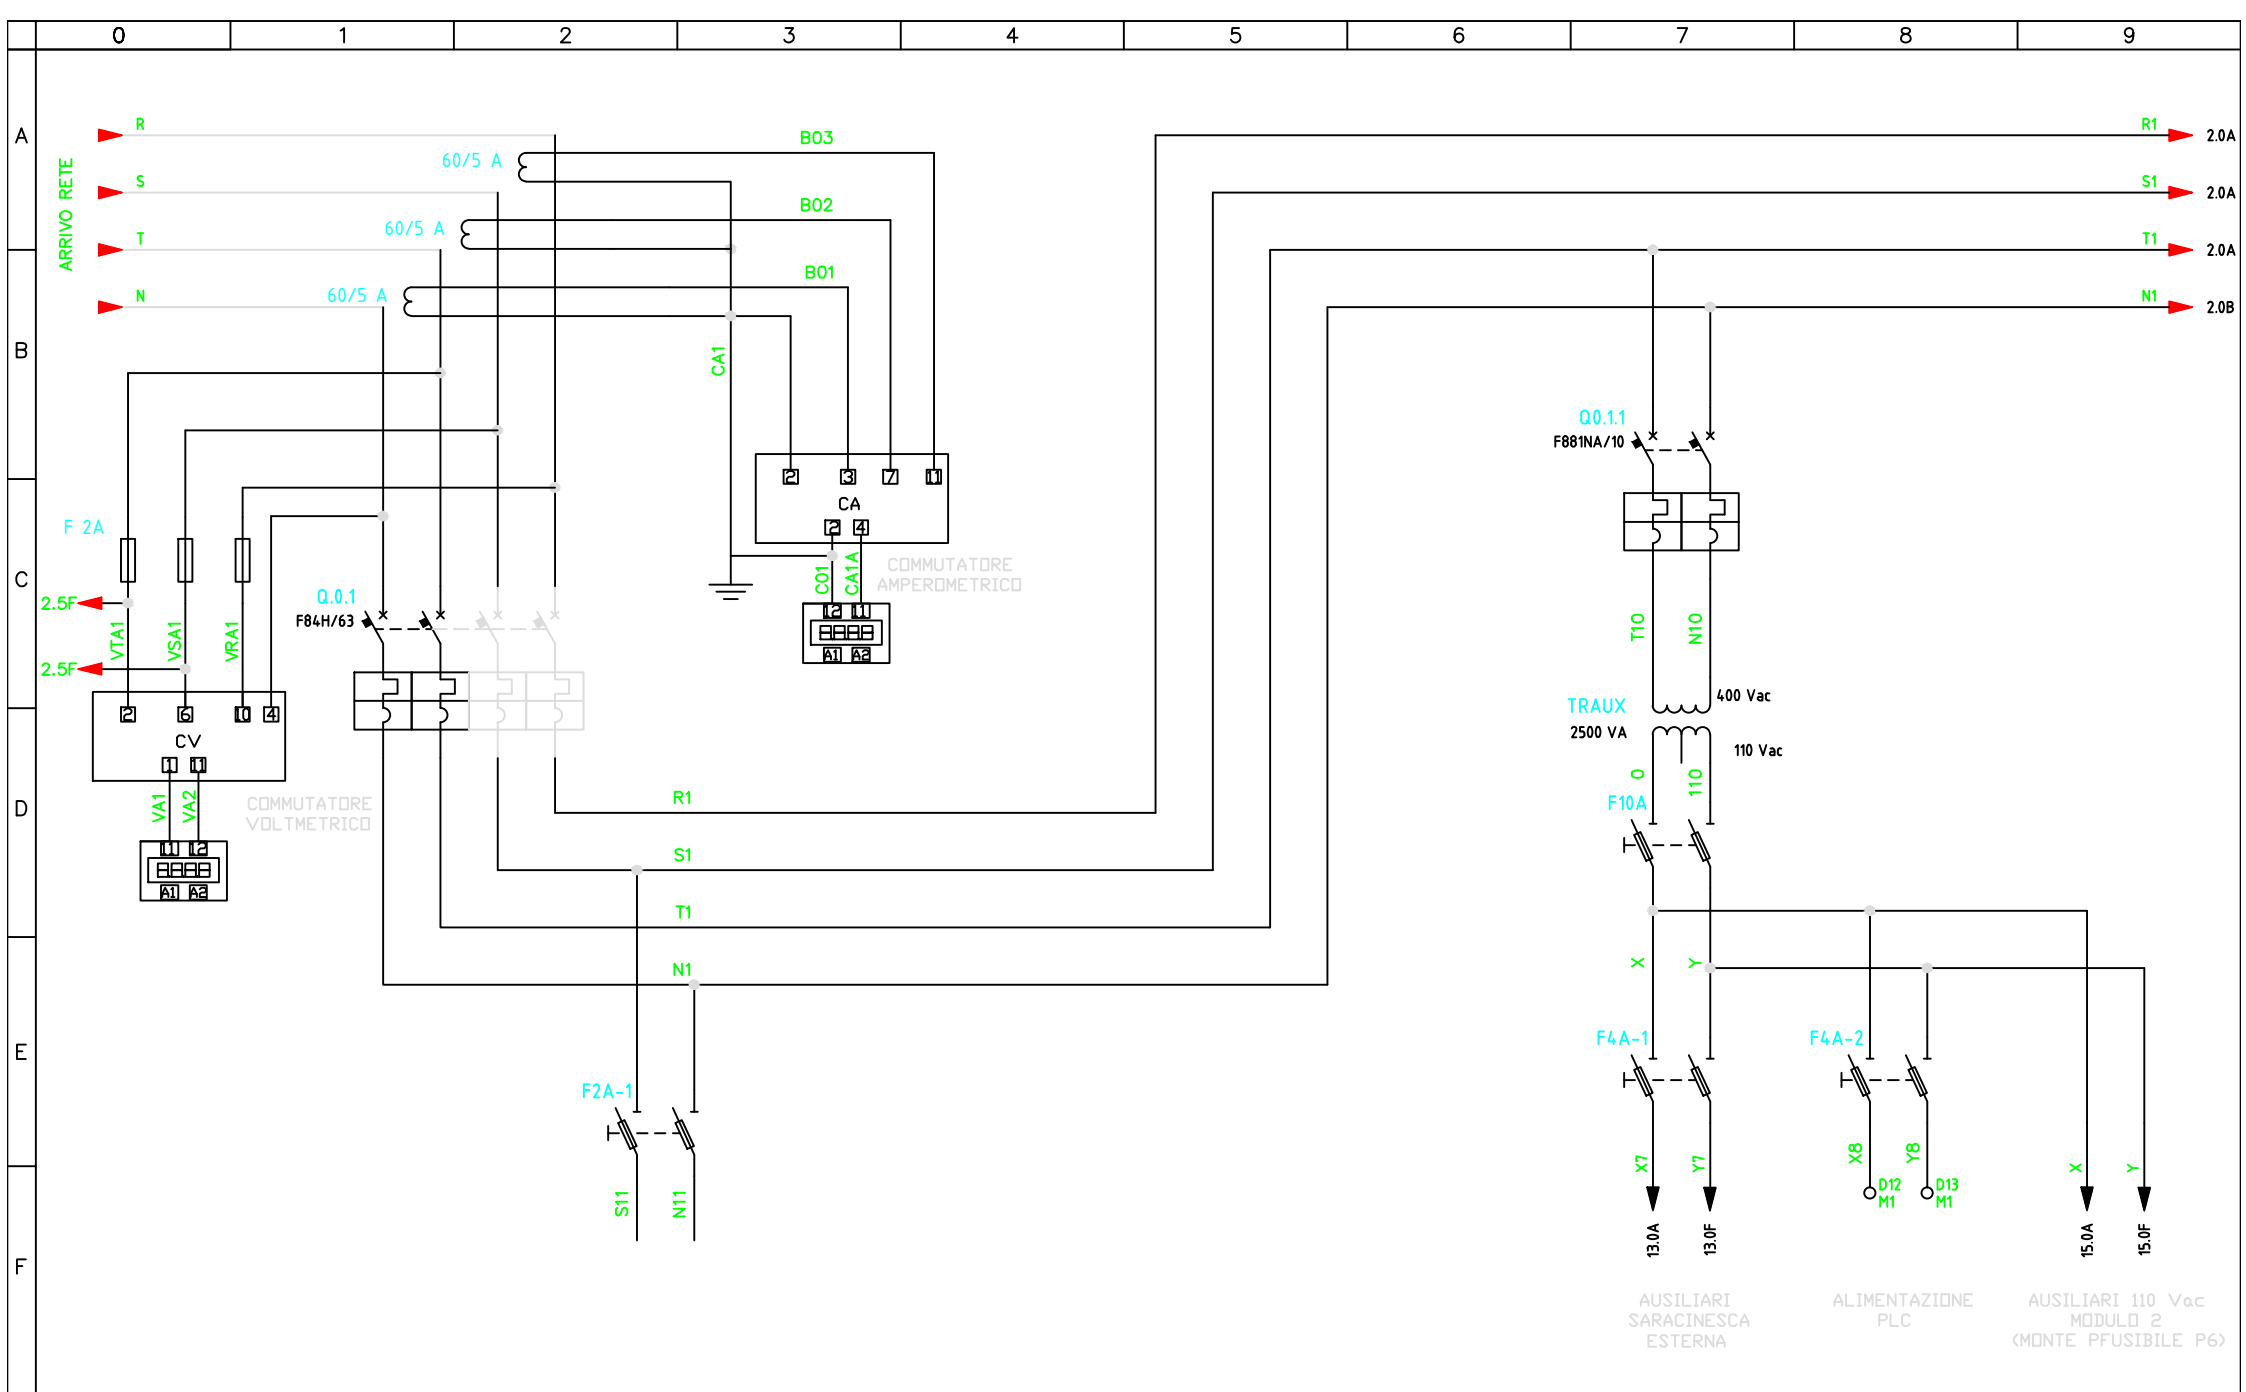 0 1 2 3 4 5 6 7 8 9
A
B
C
D
E
F
ARRIVO RETE
R
S
T
N
60/5 A
60/5 A
60/5 A
B03
B02
B01
CA1
R1 2.0A
S1 2.0A
T1 2.0A
N1 2.0B
2 3 7 11
CA
2 4
C01
CA1A
COMMUTATORE
AMPEROMETRICO
12 11
A1 A2
F 2A
2.5F
2.5F
VTA1
VSA1
VRA1
2 6 10 4
CV
1 11
VA1
VA2
COMMUTATORE
VOLTMETRICO
11 12
A1 A2
Q.0.1
F84H/63
R1
S1
T1
N1
F2A-1
S11
N11
Q0.1.1
F881NA/10
T10
N10
TRAUX
2500 VA
400 Vac
110 Vac
0
110
F10A
X
Y
F4A-1
F4A-2
X7
Y7
X8
Y8
X
Y
D12
M1
D13
M1
13.0A
13.0F
15.0A
15.0F
AUSILIARI
SARACINESCA
ESTERNA
ALIMENTAZIONE
PLC
AUSILIARI 110 Vac
MODULO 2
(MONTE PFUSIBILE P6)